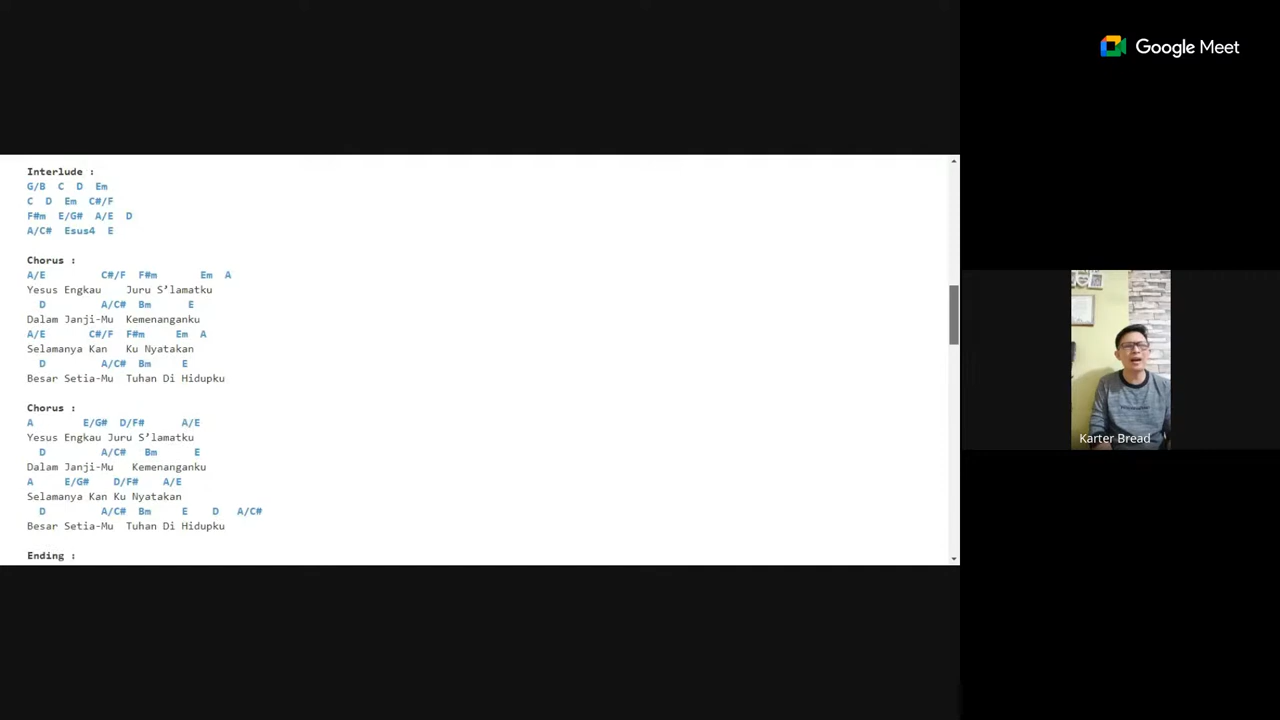 Google Meet
Interlude :
G/B C D Em
C D Em C#/F
F#m E/G# A/E D
A/C# Esus4 E
Chorus :
A/E C#/F F#m Em A
Yesus Engkau Juru S’lamatku
D A/C# Bm E
Dalam Janji-Mu Kemenanganku
A/E C#/F F#m Em A
Selamanya Kan Ku Nyatakan
D A/C# Bm E
Besar Setia-Mu Tuhan Di Hidupku
Chorus :
A E/G# D/F# A/E
Yesus Engkau Juru S’lamatku
D A/C# Bm E
Dalam Janji-Mu Kemenanganku
A E/G# D/F# A/E
Selamanya Kan Ku Nyatakan
D A/C# Bm E D A/C#
Besar Setia-Mu Tuhan Di Hidupku
Ending :
Karter Bread